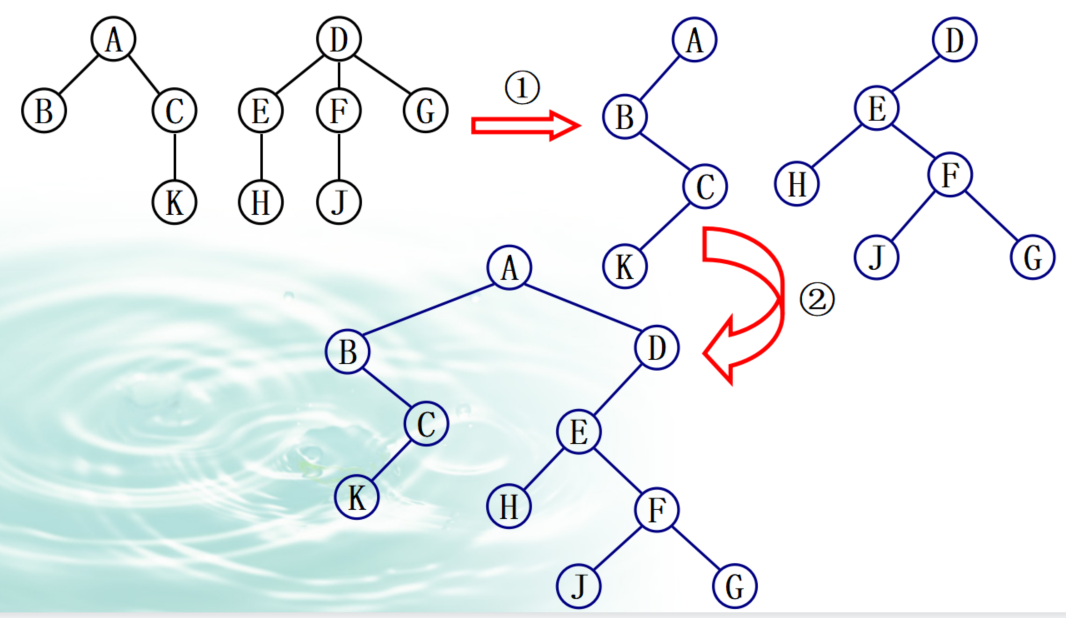 A D A D
① 
B C E F G B E
H F
C
K H J
A K J G
②
B D
C E
K H F
J G